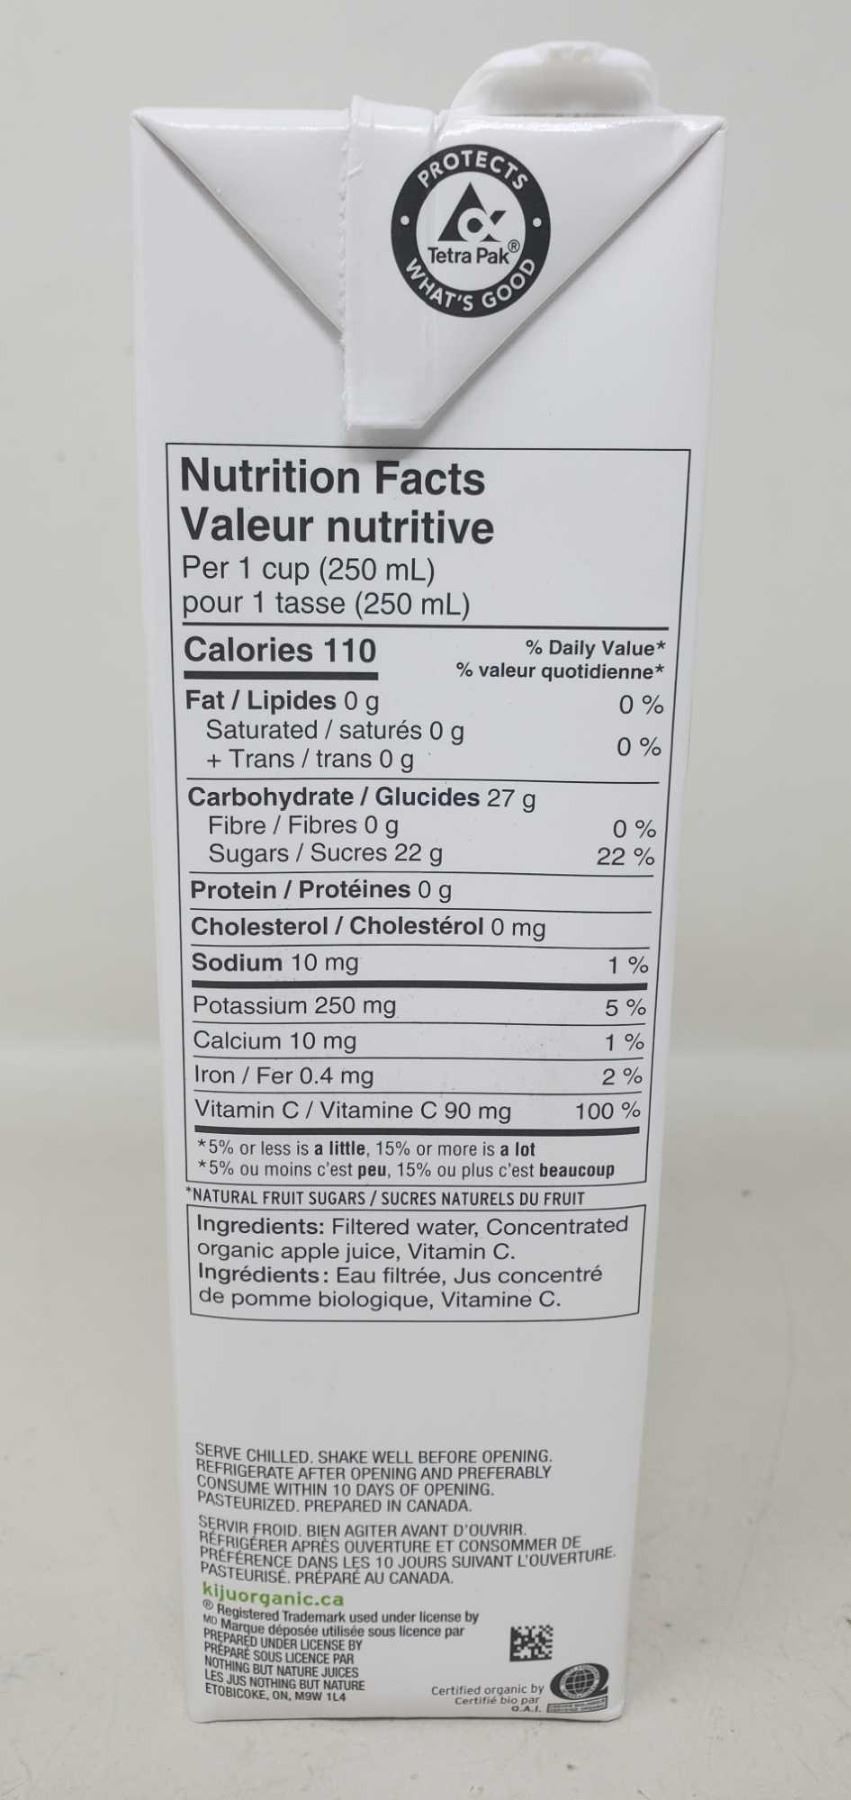 PROTECTS
Tetra Pak®
WHAT'S GOOD
Nutrition Facts
Valeur nutritive
Per 1 cup (250 mL)
pour 1 tasse (250 mL)
Calories 110
% Daily Value*
% valeur quotidienne*
Fat / Lipides 0 g 0 %
Saturated / saturés 0 g
+ Trans / trans 0 g 0 %
Carbohydrate / Glucides 27 g
Fibre / Fibres 0 g 0 %
Sugars / Sucres 22 g 22 %
Protein / Protéines 0 g
Cholesterol / Cholestérol 0 mg
Sodium 10 mg 1 %
Potassium 250 mg 5 %
Calcium 10 mg 1 %
Iron / Fer 0.4 mg 2 %
Vitamin C / Vitamine C 90 mg 100 %
*5% or less is a little, 15% or more is a lot
*5% ou moins c'est peu, 15% ou plus c'est beaucoup
*NATURAL FRUIT SUGARS / SUCRES NATURELS DU FRUIT
Ingredients: Filtered water, Concentrated
organic apple juice, Vitamin C.
Ingrédients: Eau filtrée, Jus concentré
de pomme biologique, Vitamine C.
SERVE CHILLED. SHAKE WELL BEFORE OPENING.
REFRIGERATE AFTER OPENING AND PREFERABLY
CONSUME WITHIN 10 DAYS OF OPENING.
PASTEURIZED. PREPARED IN CANADA.
SERVIR FROID. BIEN AGITER AVANT D'OUVRIR.
RÉFRIGÉRER APRÈS OUVERTURE ET CONSOMMER DE
PRÉFÉRENCE DANS LES 10 JOURS SUIVANT L'OUVERTURE.
PASTEURISÉ. PRÉPARÉ AU CANADA.
kijuorganic.ca
® Registered Trademark used under license by
MD Marque déposée utilisée sous licence par
PREPARED UNDER LICENSE BY
PRÉPARÉ SOUS LICENCE PAR
NOTHING BUT NATURE JUICES
LES JUS NOTHING BUT NATURE
ETOBICOKE, ON, M9W 1L4
Certified organic by
Certifié bio par
O.A.I.